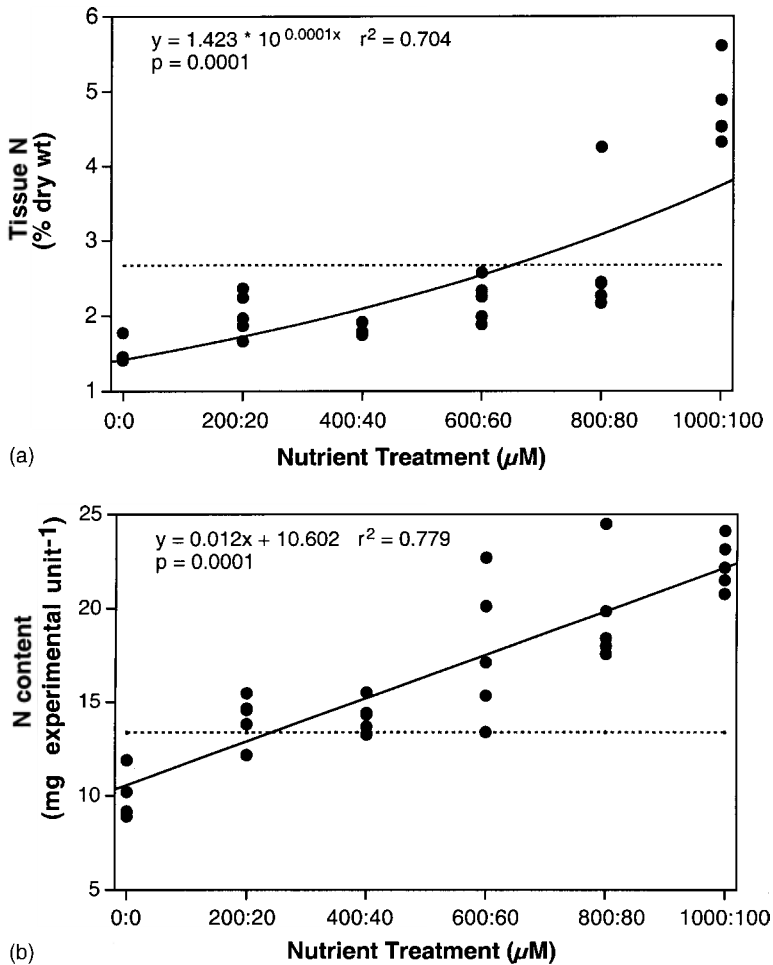 y = 1.423 * 10 0.0001x r2 = 0.704
p = 0.0001
6
5
4
3
2
1
Tissue N
(% dry wt)
0:0 200:20 400:40 600:60 800:80 1000:100
(a) Nutrient Treatment (µM)
y = 0.012x + 10.602 r2 = 0.779
p = 0.0001
25
20
15
10
5
N content
(mg experimental unit-1)
0:0 200:20 400:40 600:60 800:80 1000:100
(b) Nutrient Treatment (µM)